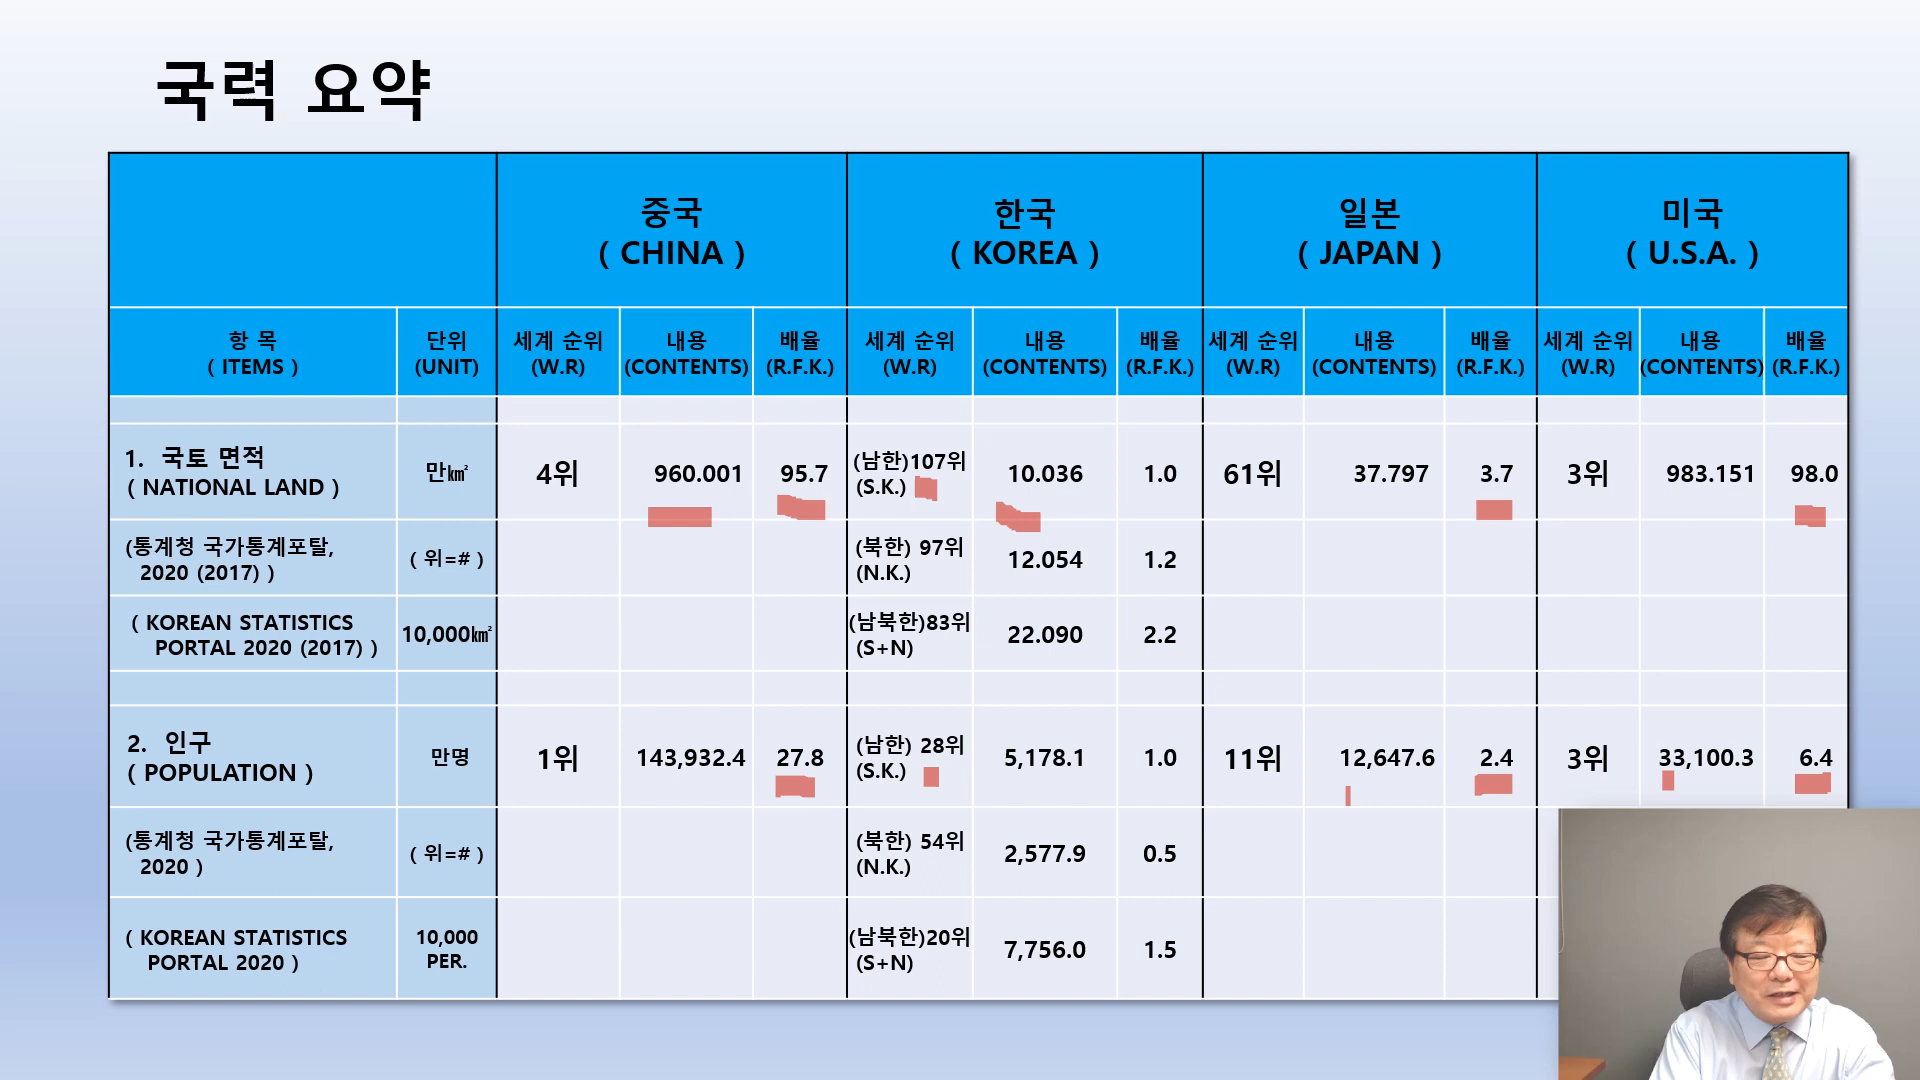 국력 요약
중국
( CHINA )
한국
( KOREA )
일본
( JAPAN )
미국
( U.S.A. )
항 목
( ITEMS )
단위
(UNIT)
세계 순위
(W.R)
내용
(CONTENTS)
배율
(R.F.K.)
세계 순위
(W.R)
내용
(CONTENTS)
배율
(R.F.K.)
세계 순위
(W.R)
내용
(CONTENTS)
배율
(R.F.K.)
세계 순위
(W.R)
내용
(CONTENTS)
배율
(R.F.K.)
1. 국토 면적
( NATIONAL LAND )
만㎢
4위
960.001
95.7
(남한)107위
(S.K.)
10.036
1.0
61위
37.797
3.7
3위
983.151
98.0
(통계청 국가통계포탈,
2020 (2017) )
( 위=# )
(북한) 97위
(N.K.)
12.054
1.2
( KOREAN STATISTICS
PORTAL 2020 (2017) )
10,000㎢
(남북한)83위
(S+N)
22.090
2.2
2. 인구
( POPULATION )
만명
1위
143,932.4
27.8
(남한) 28위
(S.K.)
5,178.1
1.0
11위
12,647.6
2.4
3위
33,100.3
6.4
(통계청 국가통계포탈,
2020 )
( 위=# )
(북한) 54위
(N.K.)
2,577.9
0.5
( KOREAN STATISTICS
PORTAL 2020 )
10,000
PER.
(남북한)20위
(S+N)
7,756.0
1.5